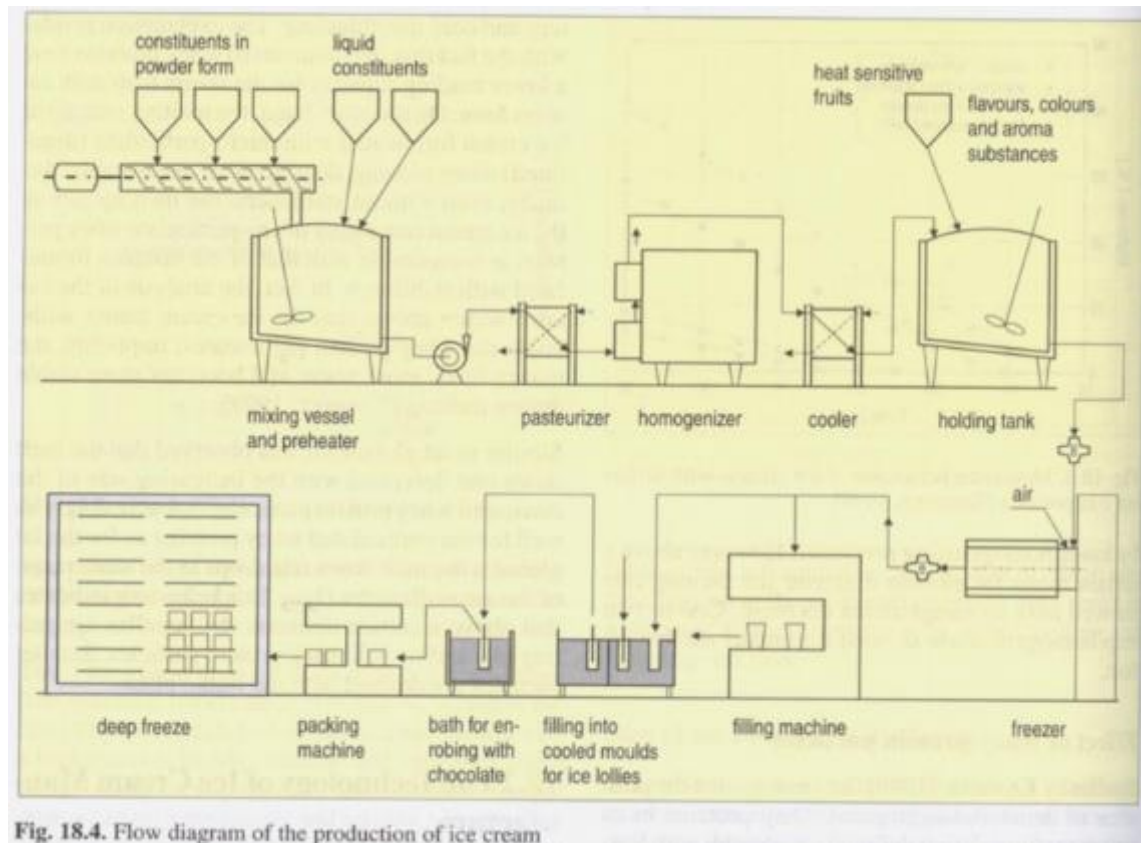 constituents in
powder form
liquid
constituents
heat sensitive
fruits
flavours, colours
and aroma
substances
mixing vessel
and preheater
pasteurizer
homogenizer
cooler
holding tank
air
deep freeze
packing
machine
bath for en-
robing with
chocolate
filling into
cooled moulds
for ice lollies
filling machine
freezer
Fig. 18.4. Flow diagram of the production of ice cream